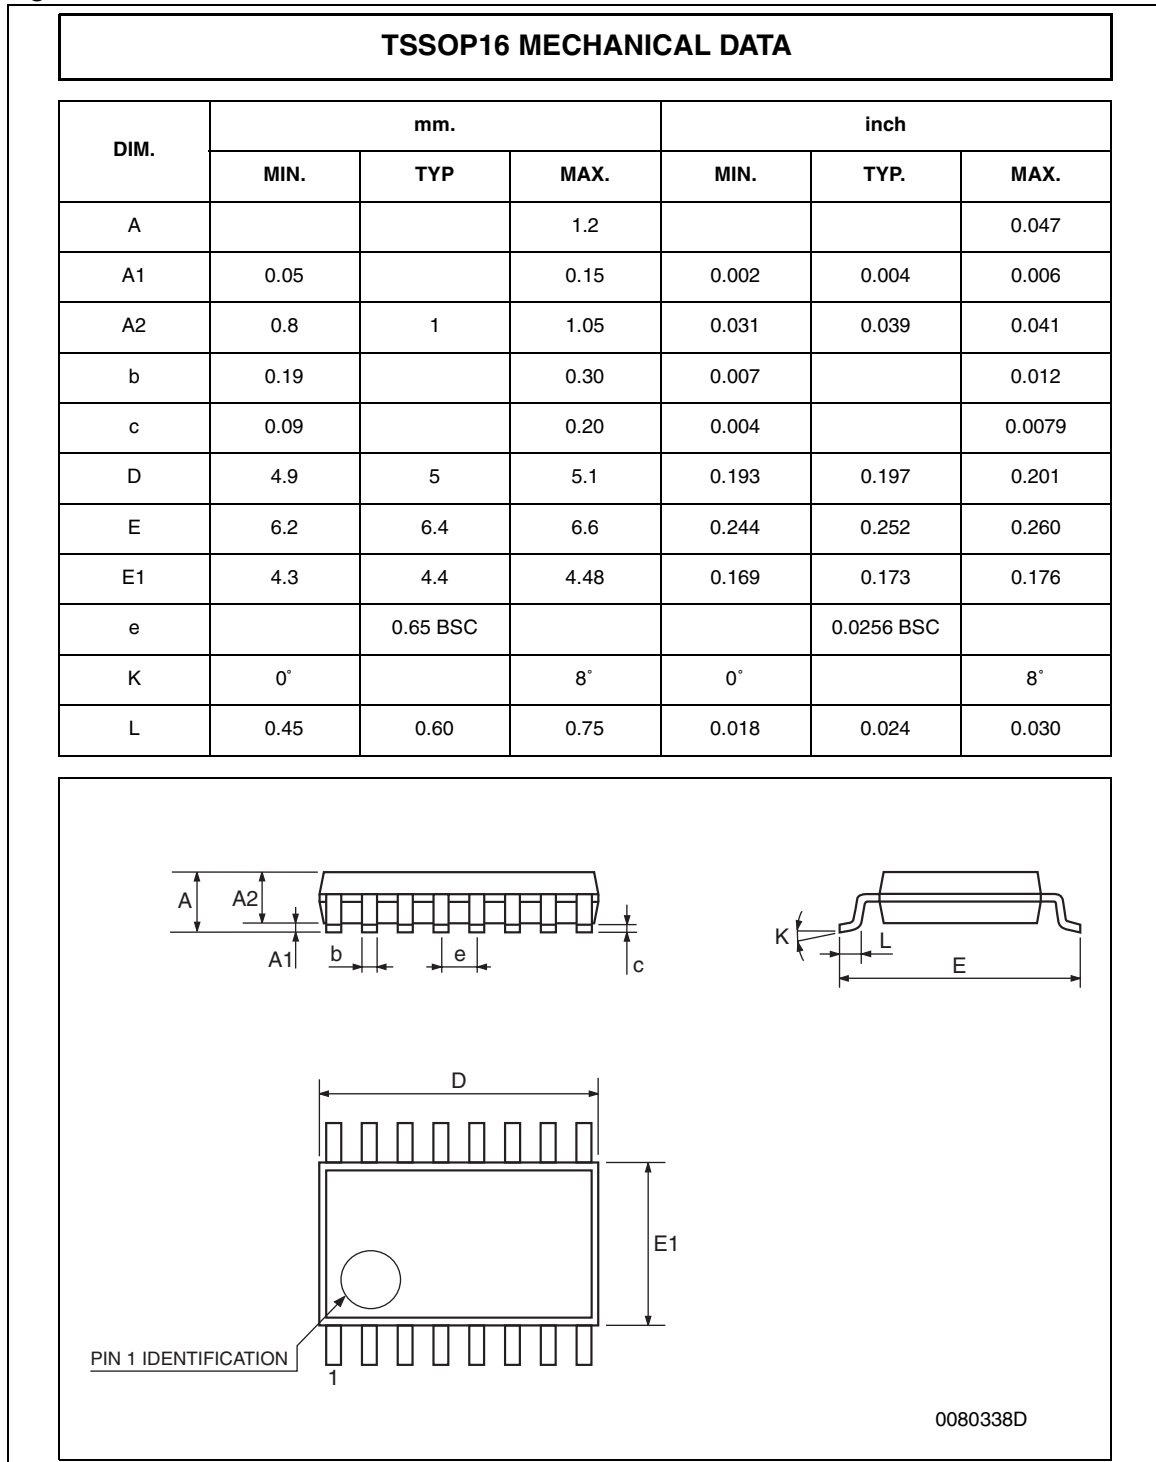 TSSOP16 MECHANICAL DATA
DIM. mm. inch
MIN. TYP MAX. MIN. TYP. MAX.
A 1.2 0.047
A1 0.05 0.15 0.002 0.004 0.006
A2 0.8 1 1.05 0.031 0.039 0.041
b 0.19 0.30 0.007 0.012
c 0.09 0.20 0.004 0.0079
D 4.9 5 5.1 0.193 0.197 0.201
E 6.2 6.4 6.6 0.244 0.252 0.260
E1 4.3 4.4 4.48 0.169 0.173 0.176
e 0.65 BSC 0.0256 BSC
K 0° 8° 0° 8°
L 0.45 0.60 0.75 0.018 0.024 0.030
A A2
A1 b e c
K L
E
D
E1
PIN 1 IDENTIFICATION
1
0080338D